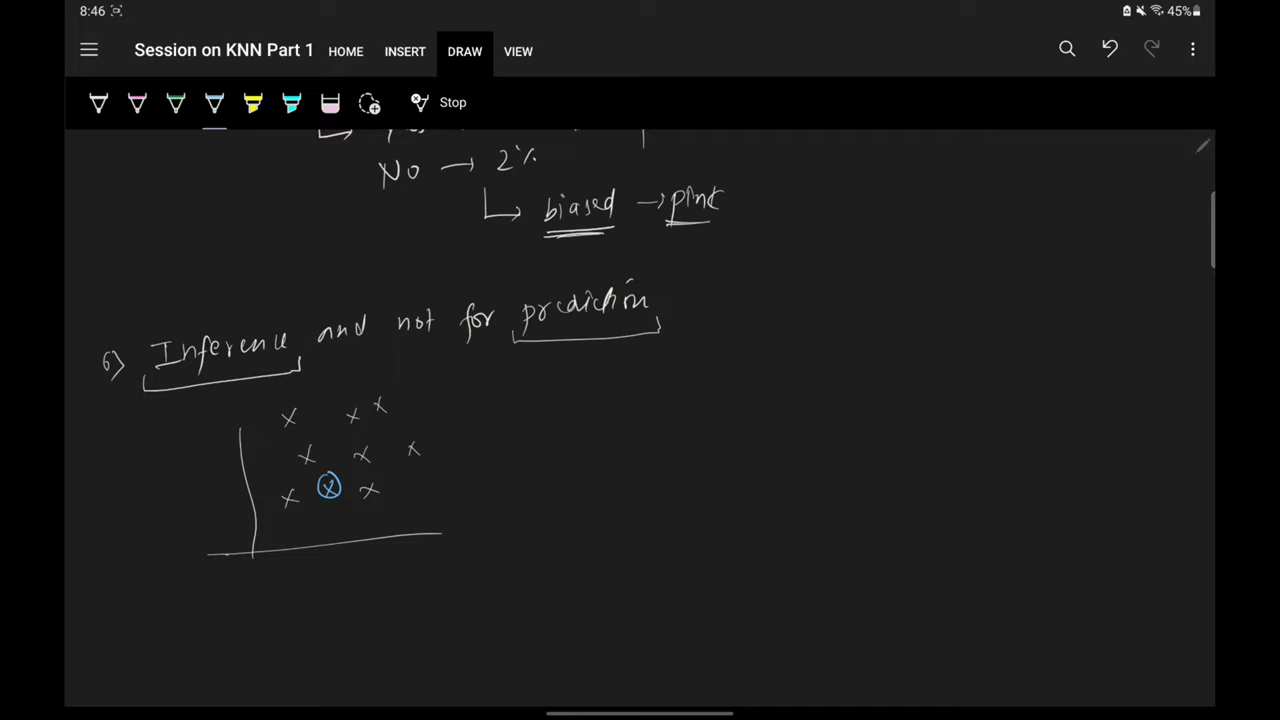 8:46 45%
Session on KNN Part 1 HOME INSERT DRAW VIEW
Stop
No → 2%
↳ biased → pink
6) Inference and not for prediction
x x x
x x x
x x x